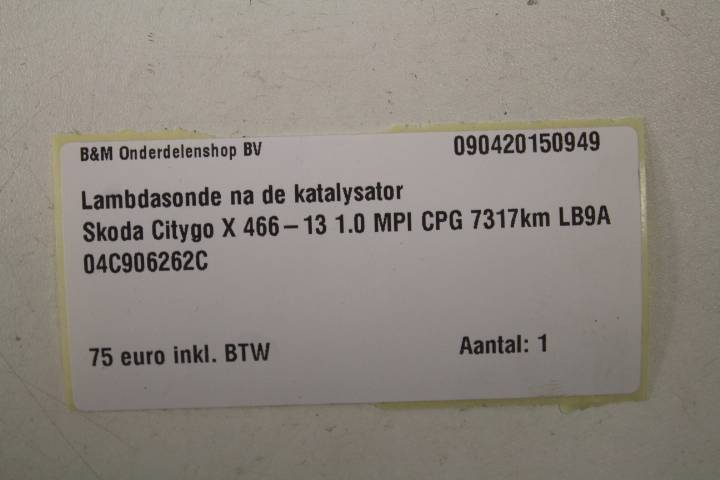 B&M Onderdelenshop BV 090420150949
Lambdasonde na de katalysator
Skoda Citygo X 466-13 1.0 MPI CPG 7317km LB9A
04C906262C
75 euro inkl. BTW Aantal: 1